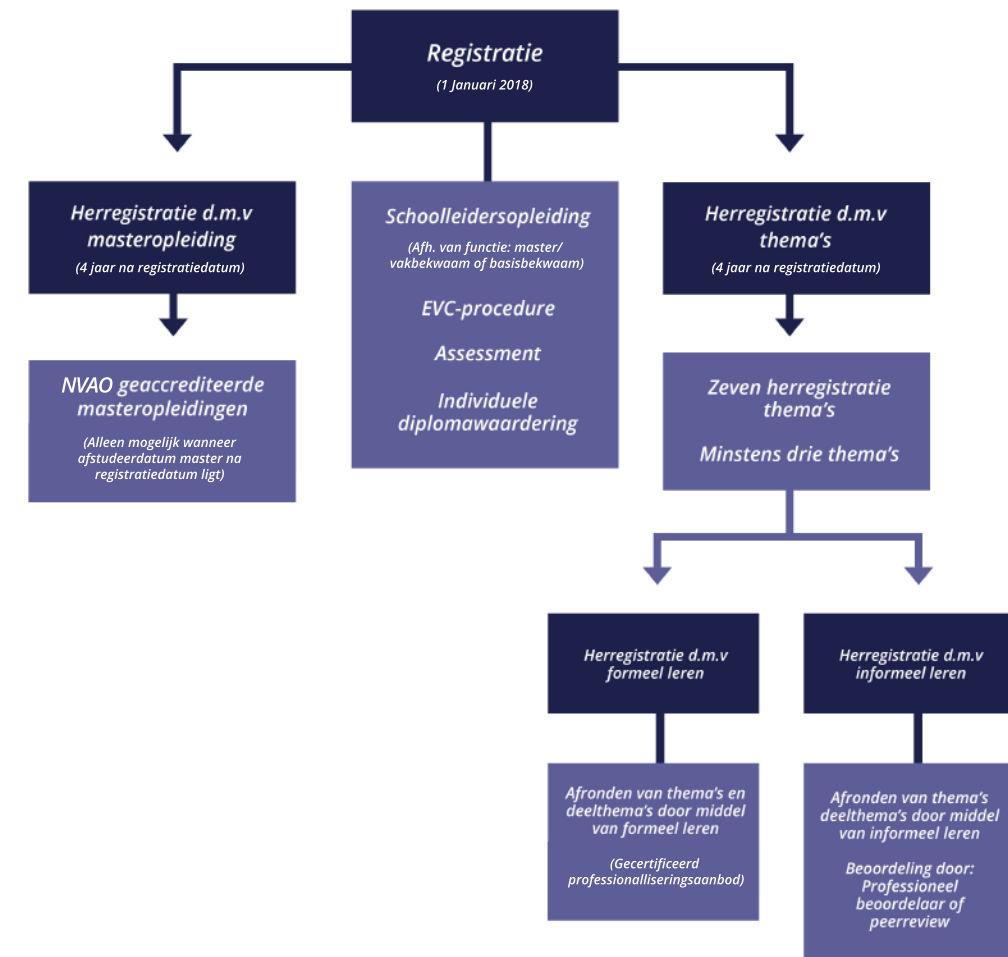 Registratie
(1 Januari 2018)
Herregistratie d.m.v
masteropleiding
(4 jaar na registratiedatum)
NVAO geaccrediteerde
masteropleidingen
(Alleen mogelijk wanneer
afstudeerdatum master na
registratiedatum ligt)
Schoolleidersopleiding
(Afh. van functie: master/
vakbekwaam of basisbekwaam)
EVC-procedure
Assessment
Individuele
diplomawaardering
Herregistratie d.m.v
thema's
(4 jaar na registratiedatum)
Zeven herregistratie
thema's
Minstens drie thema's
Herregistratie d.m.v
formeel leren
Afronden van thema's en
deelthema's door middel
van formeel leren
(Gecertificeerd
professionalliseringsaanbod)
Herregistratie d.m.v
informeel leren
Afronden van thema's
deelthema's door middel
van informeel leren
Beoordeling door:
Professioneel
beoordelaar of
peerreview